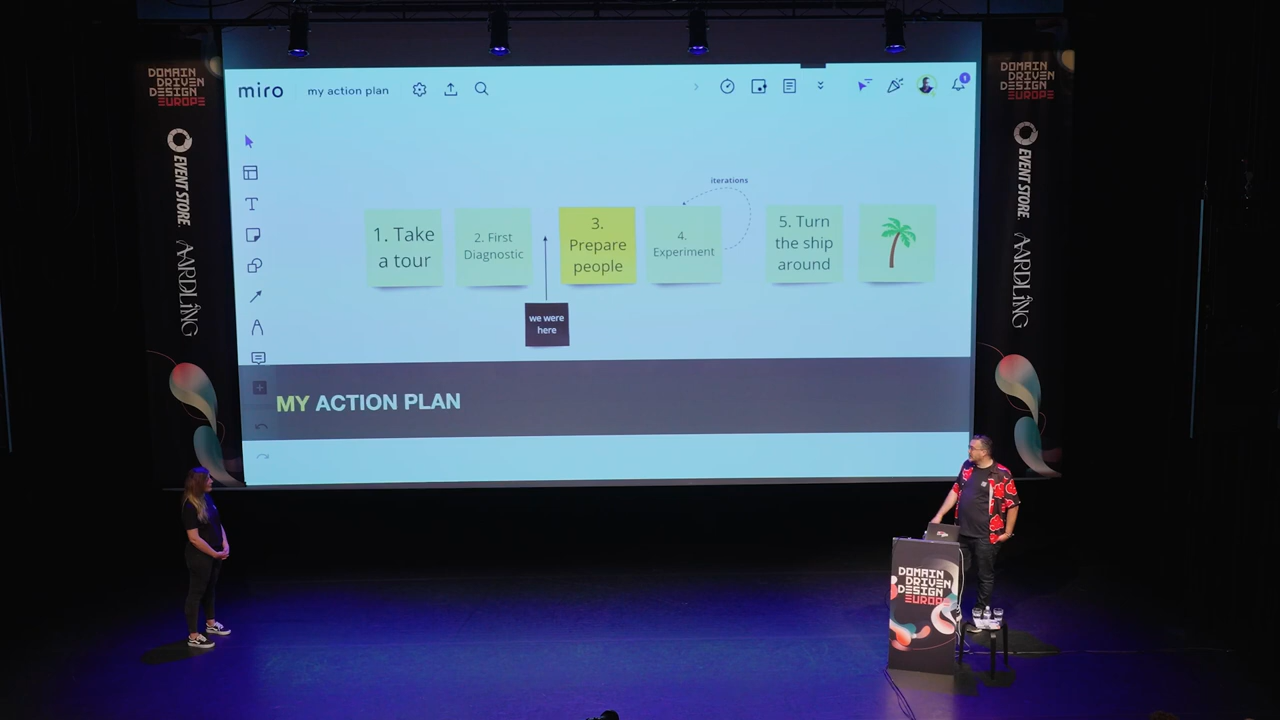 DOMAIN
DRIVEN
DESIGN
EUROPE
EVENT STORE.
AARDLING
miro
my action plan
1
iterations
1. Take
a tour
2. First
Diagnostic
3.
Prepare
people
4.
Experiment
5. Turn
the ship
around
we were
here
MY ACTION PLAN
DOMAIN
DRIVEN
DESIGN
EUROPE
EVENT STORE.
AARDLING
DOMAIN
DRIVEN
DESIGN
EUROPE